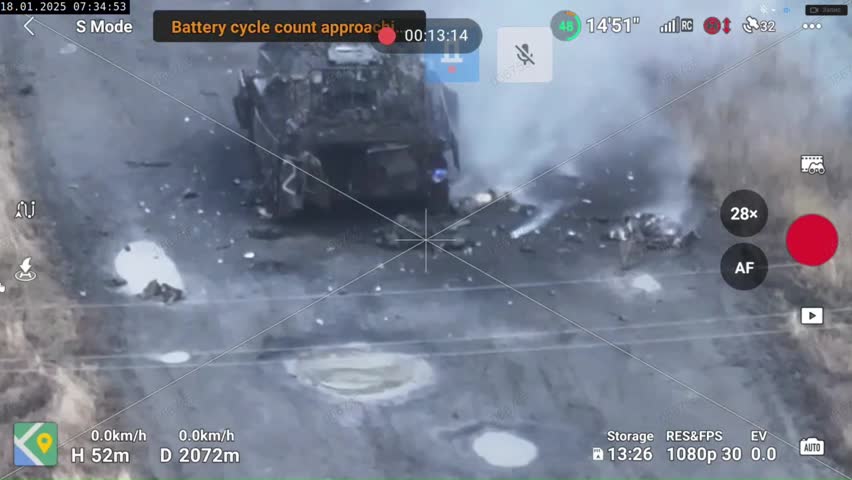 18.01.2025 07:34:53
S Mode
Battery cycle count approachi...
00:13:14
48
14'51"
RC
32
28×
AF
0.0km/h
0.0km/h
H 52m
D 2072m
Storage
13:26
RES&FPS
1080p 30
EV
0.0
AUTO